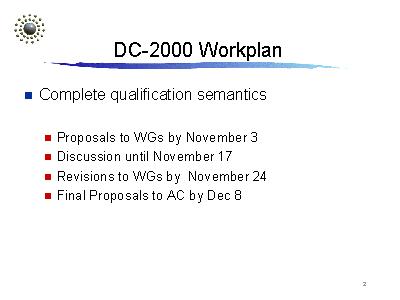 DC-2000 Workplan
Complete qualification semantics
Proposals to WGs by November 3
Discussion until November 17
Revisions to WGs by November 24
Final Proposals to AC by Dec 8
2